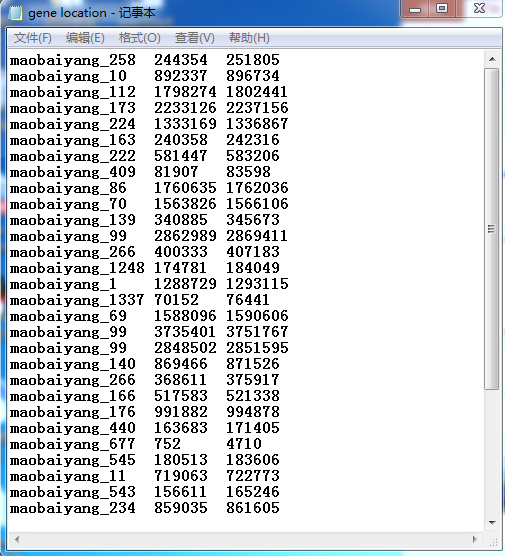 gene location - 记事本
文件(F) 编辑(E) 格式(O) 查看(V) 帮助(H)
maobaiyang_258 244354 251805
maobaiyang_10 892337 896734
maobaiyang_112 1798274 1802441
maobaiyang_173 2233126 2237156
maobaiyang_224 1333169 1336867
maobaiyang_163 240358 242316
maobaiyang_222 581447 583206
maobaiyang_409 81907 83598
maobaiyang_86 1760635 1762036
maobaiyang_70 1563826 1566106
maobaiyang_139 340885 345673
maobaiyang_99 2862989 2869411
maobaiyang_266 400333 407183
maobaiyang_1248 174781 184049
maobaiyang_1 1288729 1293115
maobaiyang_1337 70152 76441
maobaiyang_69 1588096 1590606
maobaiyang_99 3735401 3751767
maobaiyang_99 2848502 2851595
maobaiyang_140 869466 871526
maobaiyang_266 368611 375917
maobaiyang_166 517583 521338
maobaiyang_176 991882 994878
maobaiyang_440 163683 171405
maobaiyang_677 752 4710
maobaiyang_545 180513 183606
maobaiyang_11 719063 722773
maobaiyang_543 156611 165246
maobaiyang_234 859035 861605